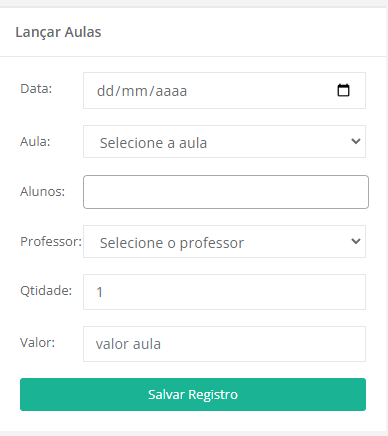 Lançar Aulas
Data: dd/mm/aaaa
Aula: Selecione a aula
Alunos:
Professor: Selecione o professor
Qtidade: 1
Valor: valor aula
Salvar Registro